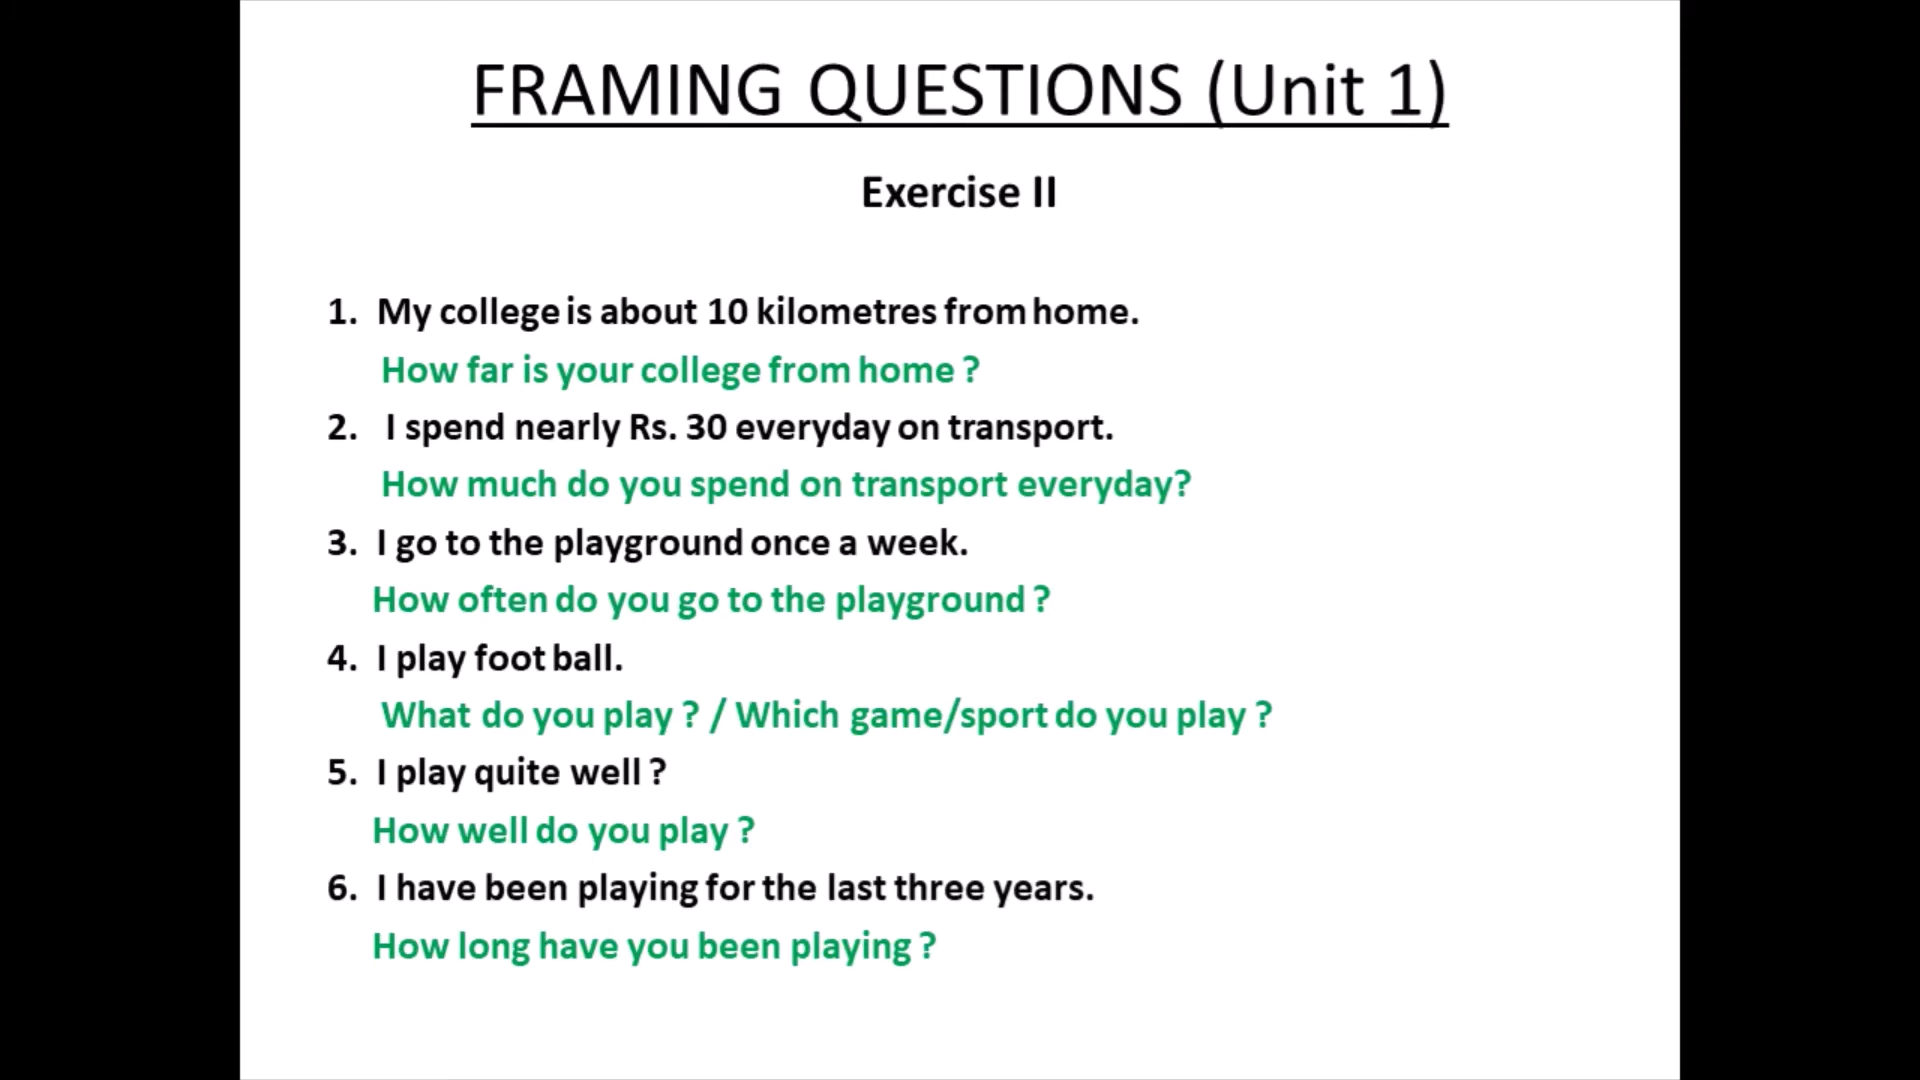 FRAMING QUESTIONS (Unit 1)
Exercise II
1. My college is about 10 kilometres from home.
How far is your college from home ?
2. I spend nearly Rs. 30 everyday on transport.
How much do you spend on transport everyday?
3. I go to the playground once a week.
How often do you go to the playground ?
4. I play foot ball.
What do you play ? / Which game/sport do you play ?
5. I play quite well ?
How well do you play ?
6. I have been playing for the last three years.
How long have you been playing ?